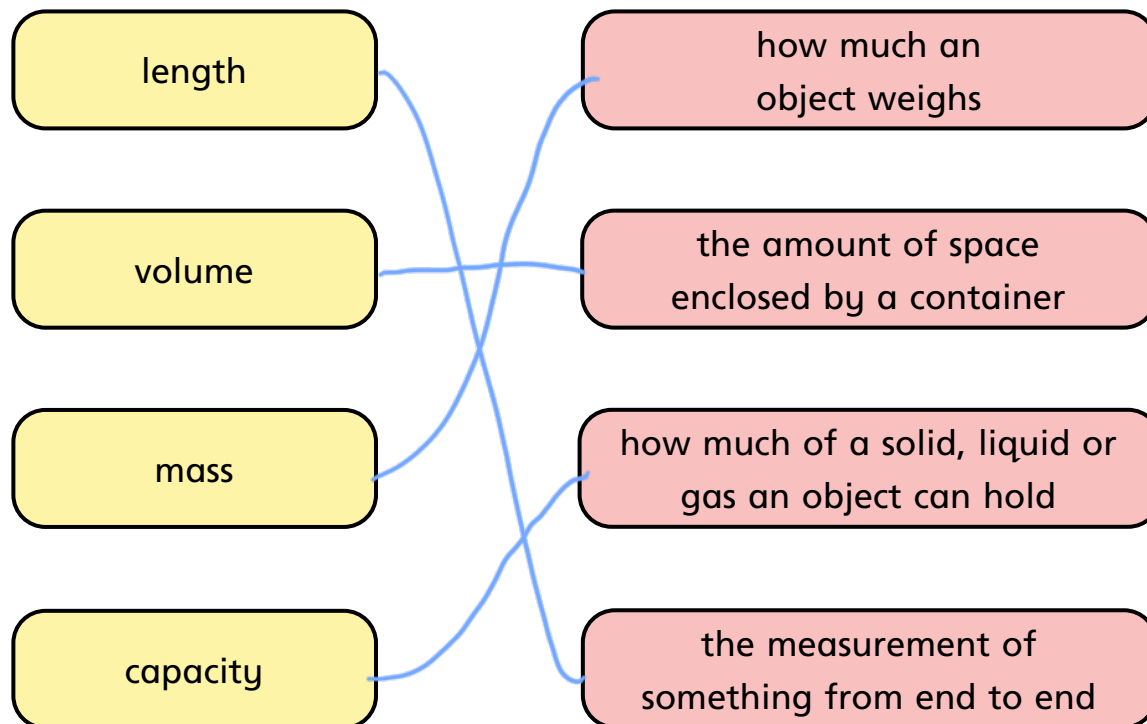 length
how much an
object weighs
volume
the amount of space
enclosed by a container
mass
how much of a solid, liquid or
gas an object can hold
capacity
the measurement of
something from end to end